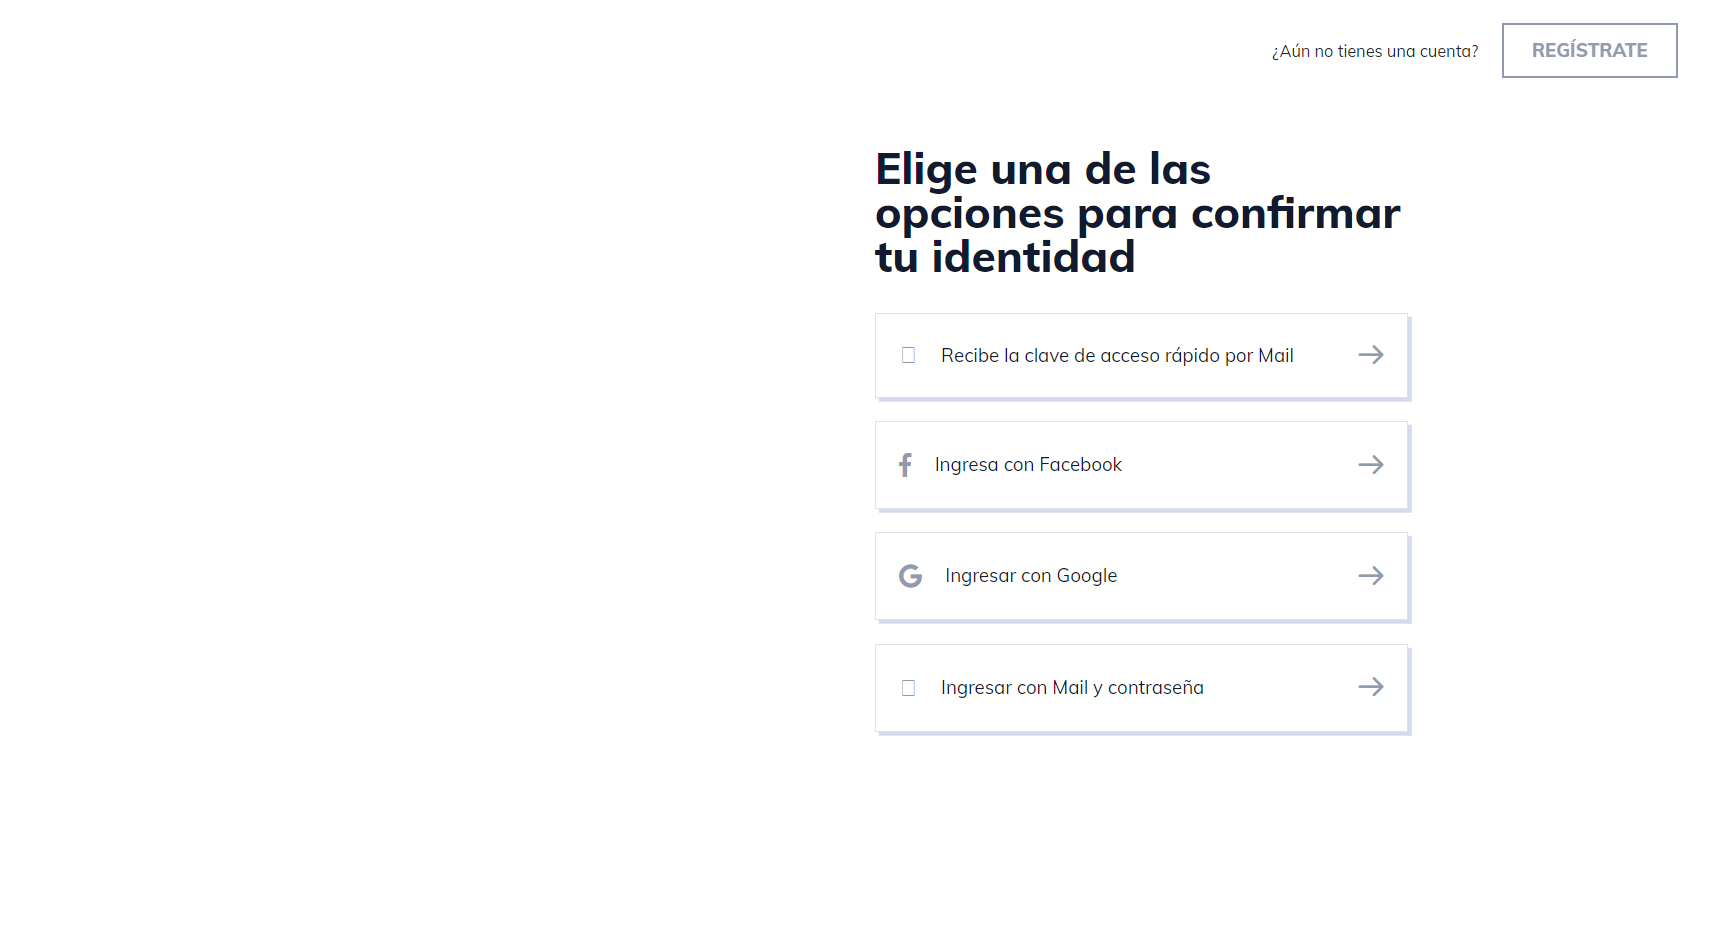 ¿Aún no tienes una cuenta?
REGÍSTRATE
Elige una de las
opciones para confirmar
tu identidad
Recibe la clave de acceso rápido por Mail
Ingresa con Facebook
Ingresar con Google
Ingresar con Mail y contraseña